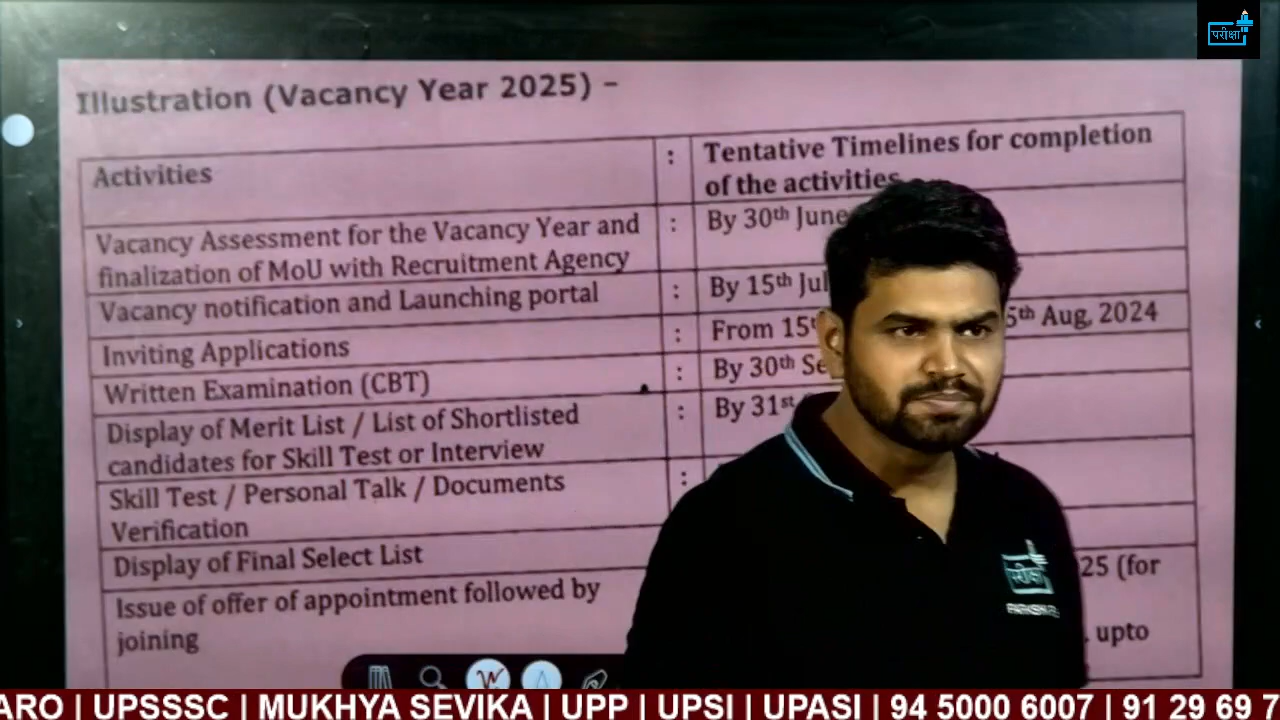 परीक्षा
Illustration (Vacancy Year 2025) –
Activities : Tentative Timelines for completion
of the activities
Vacancy Assessment for the Vacancy Year and : By 30th June
finalization of MoU with Recruitment Agency
Vacancy notification and Launching portal : By 15th Jul
Inviting Applications : From 15 5th Aug, 2024
Written Examination (CBT) : By 30th Se
Display of Merit List / List of Shortlisted : By 31st
candidates for Skill Test or Interview
Skill Test / Personal Talk / Documents :
Verification
Display of Final Select List
Issue of offer of appointment followed by 25 (for
joining upto
परीक्षा
ARO | UPSSSC | MUKHYA SEVIKA | UPP | UPSI | UPASI | 94 5000 6007 | 91 29 69 7